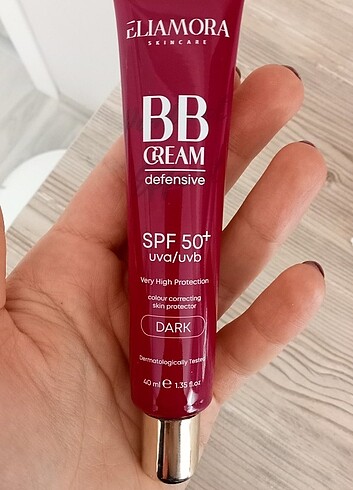 ELIAMORA
SKINCARE
BB
CREAM
defensive
SPF 50+
uva/uvb
Very High Protection
colour correcting
skin protector
DARK
Dermatologically Tested
40 ml ℮ 1.35 fl.oz